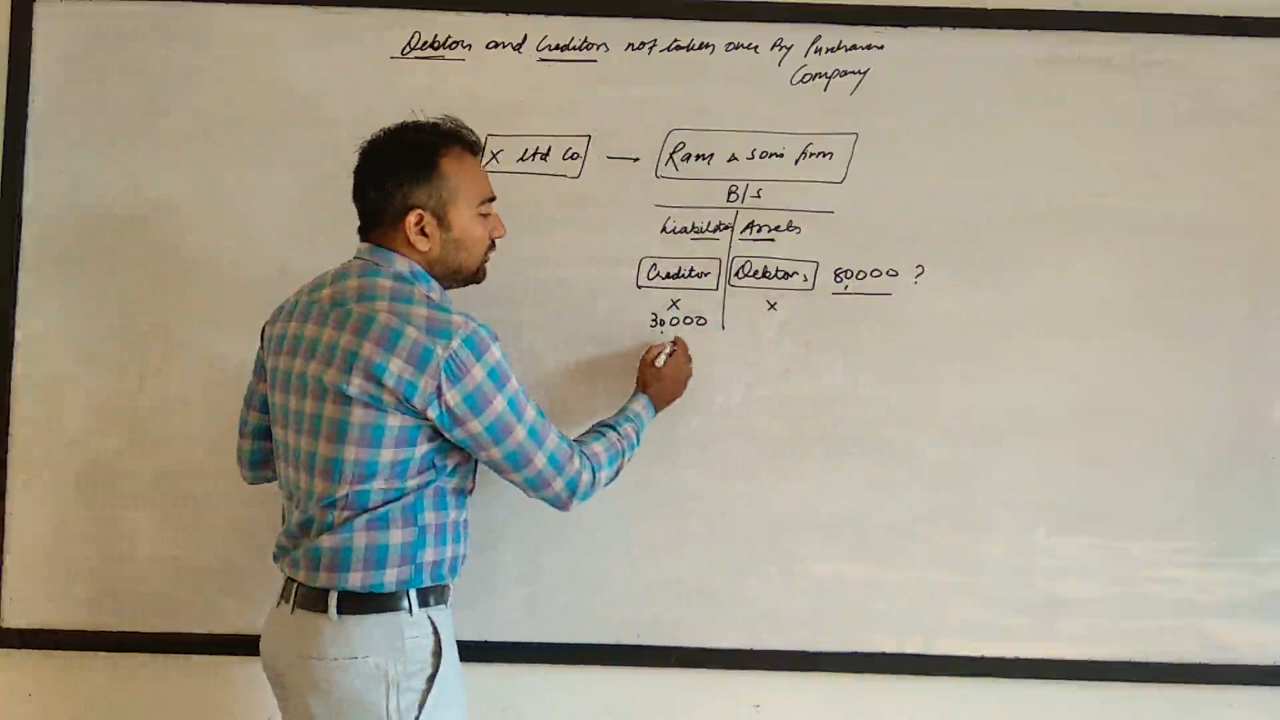 Debtors and Creditors not taken over By Purchasing
Company
X Ltd Co. — Ram & Sons firm
B/S
Liabilities Assets
Creditor Debtors 80,000 ?
x x
30,000